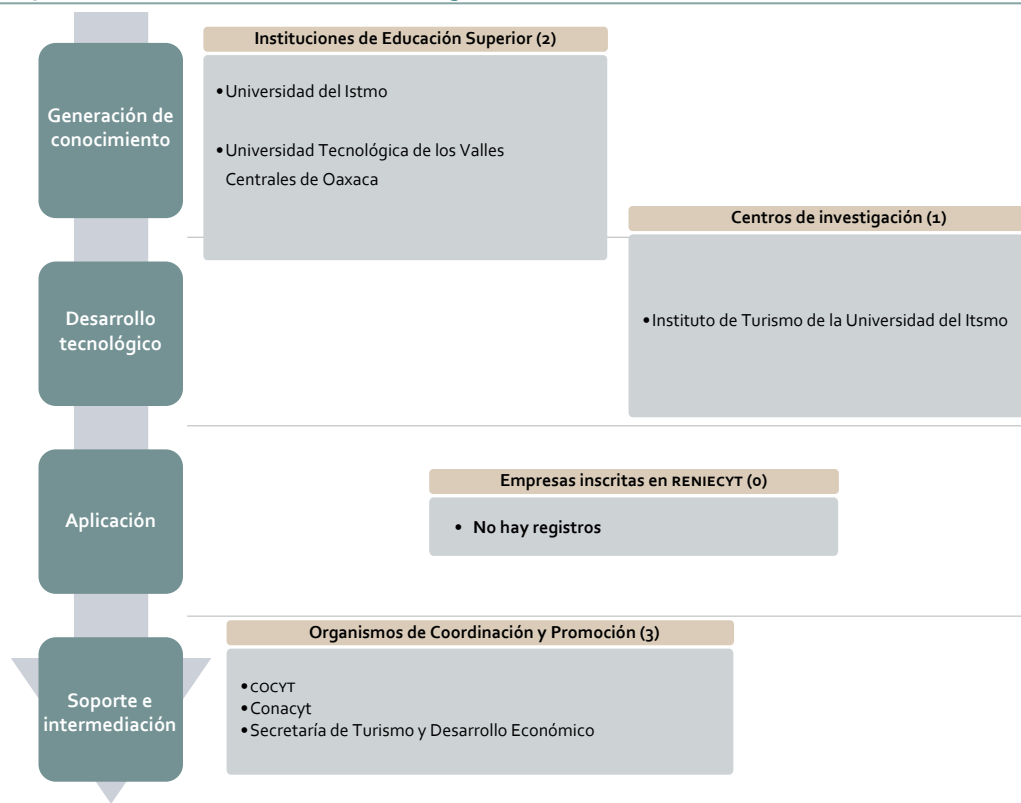 Instituciones de Educación Superior (2)
Generación de
conocimiento
•Universidad del Istmo
•Universidad Tecnológica de los Valles
Centrales de Oaxaca
Centros de investigación (1)
Desarrollo
tecnológico
•Instituto de Turismo de la Universidad del Itsmo
Empresas inscritas en RENIECYT (0)
Aplicación
• No hay registros
Organismos de Coordinación y Promoción (3)
Soporte e
intermediación
•COCYT
•Conacyt
•Secretaría de Turismo y Desarrollo Económico